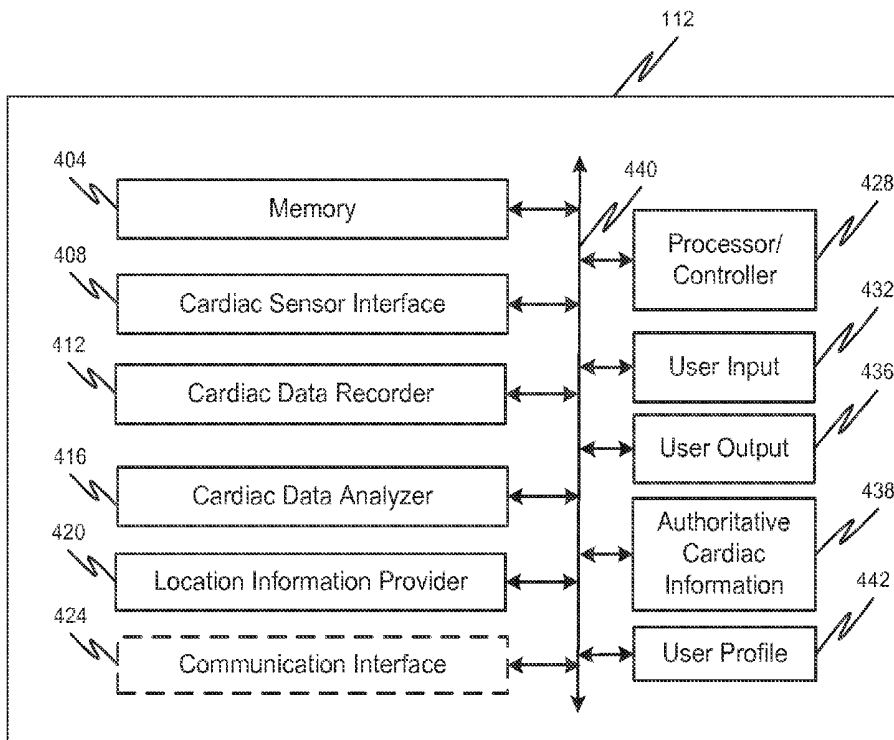 112
404
Memory
408
Cardiac Sensor Interface
412
Cardiac Data Recorder
416
Cardiac Data Analyzer
420
Location Information Provider
424
Communication Interface
440
428
Processor/
Controller
432
User Input
436
User Output
438
Authoritative
Cardiac
Information
442
User Profile